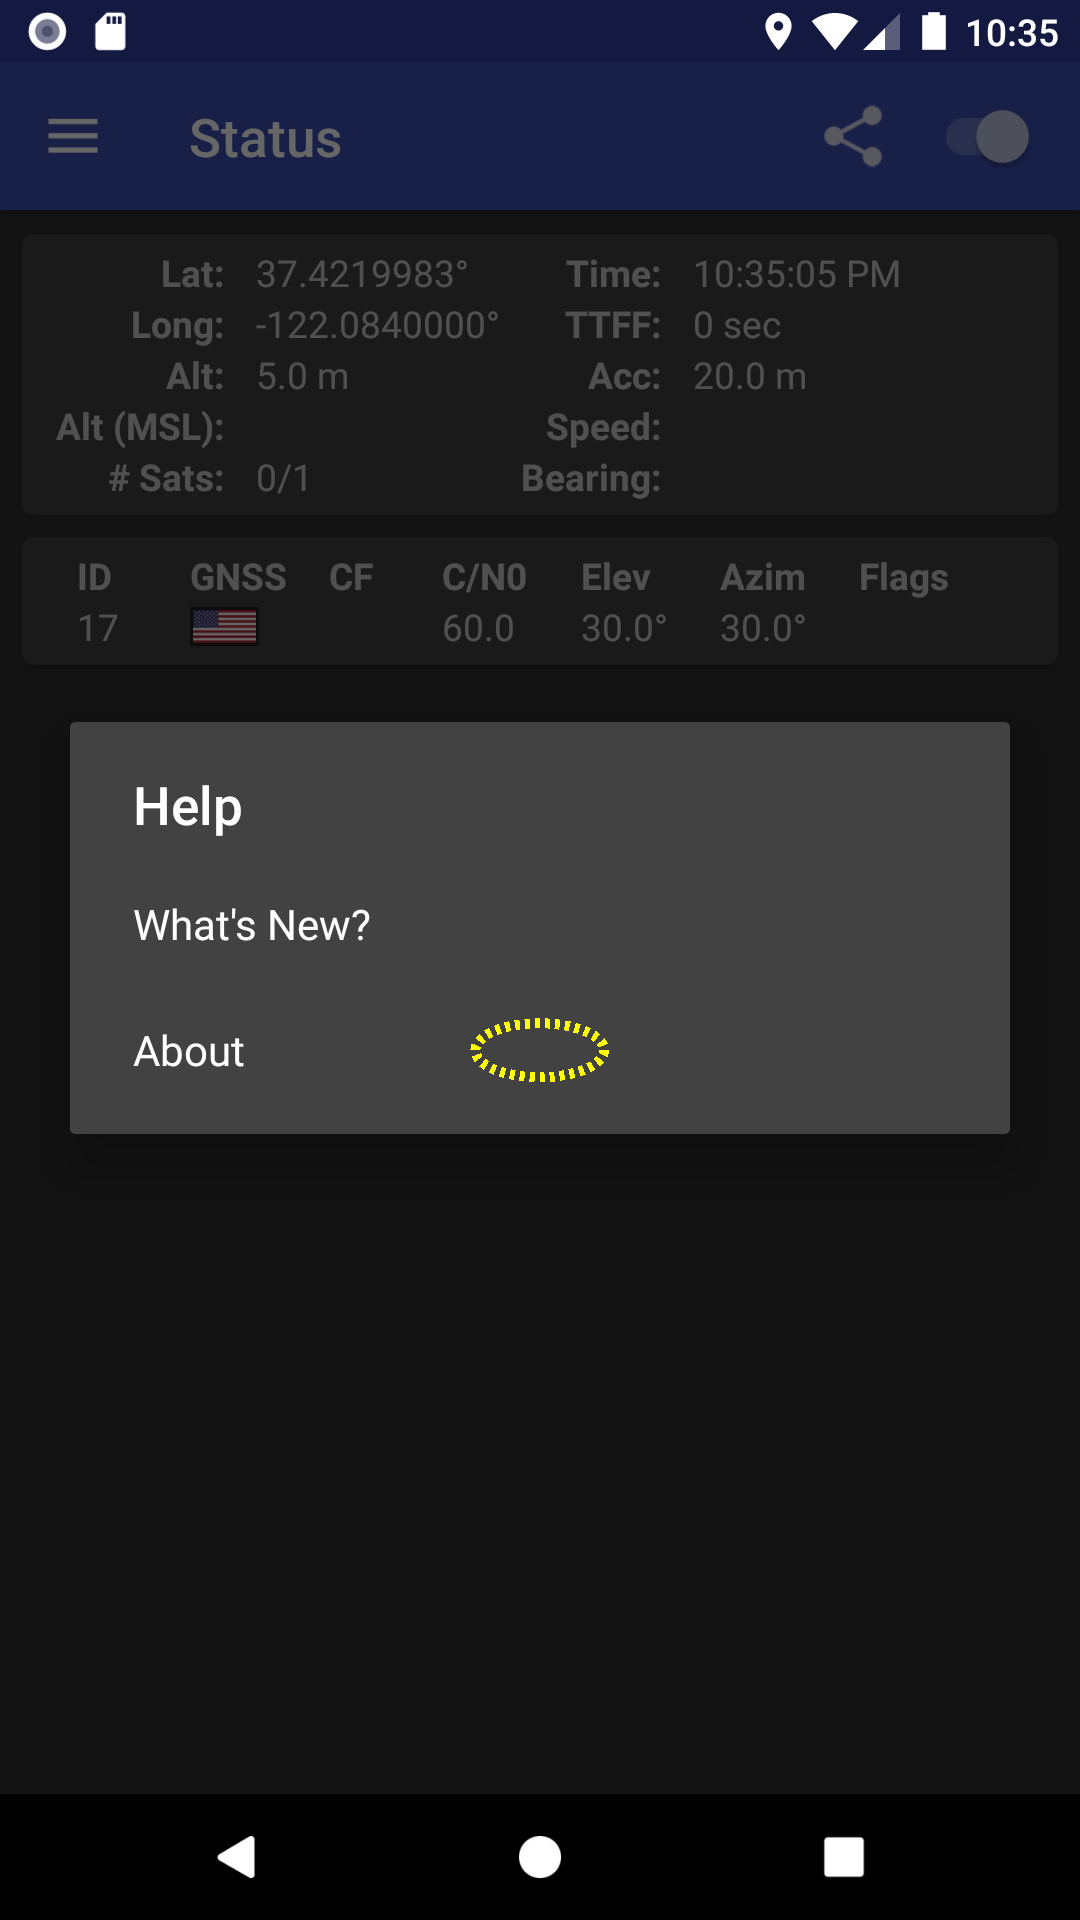 10:35
Status
Lat: 37.4219983° Time: 10:35:05 PM
Long: -122.0840000° TTFF: 0 sec
Alt: 5.0 m Acc: 20.0 m
Alt (MSL): Speed:
# Sats: 0/1 Bearing:
ID GNSS CF C/N0 Elev Azim Flags
17 60.0 30.0° 30.0°
Help
What's New?
About